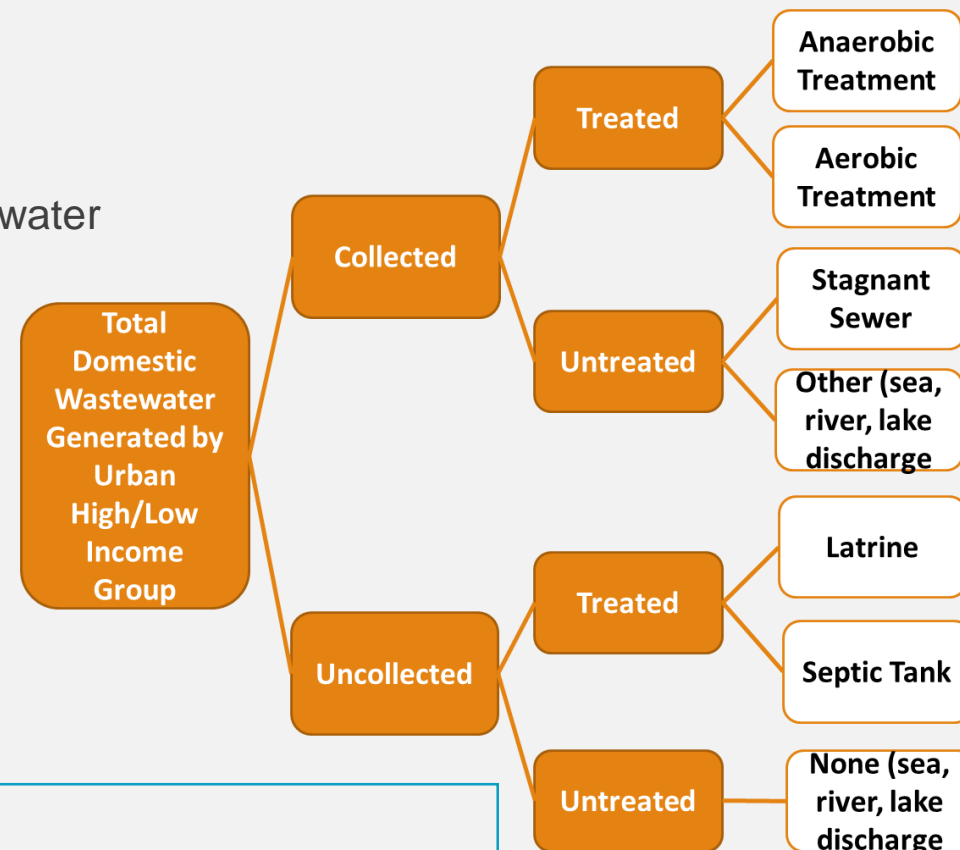 water
Total
Domestic
Wastewater
Generated by
Urban
High/Low
Income
Group
Collected
Uncollected
Treated
Untreated
Treated
Untreated
Anaerobic
Treatment
Aerobic
Treatment
Stagnant
Sewer
Other (sea,
river, lake
discharge
Latrine
Septic Tank
None (sea,
river, lake
discharge